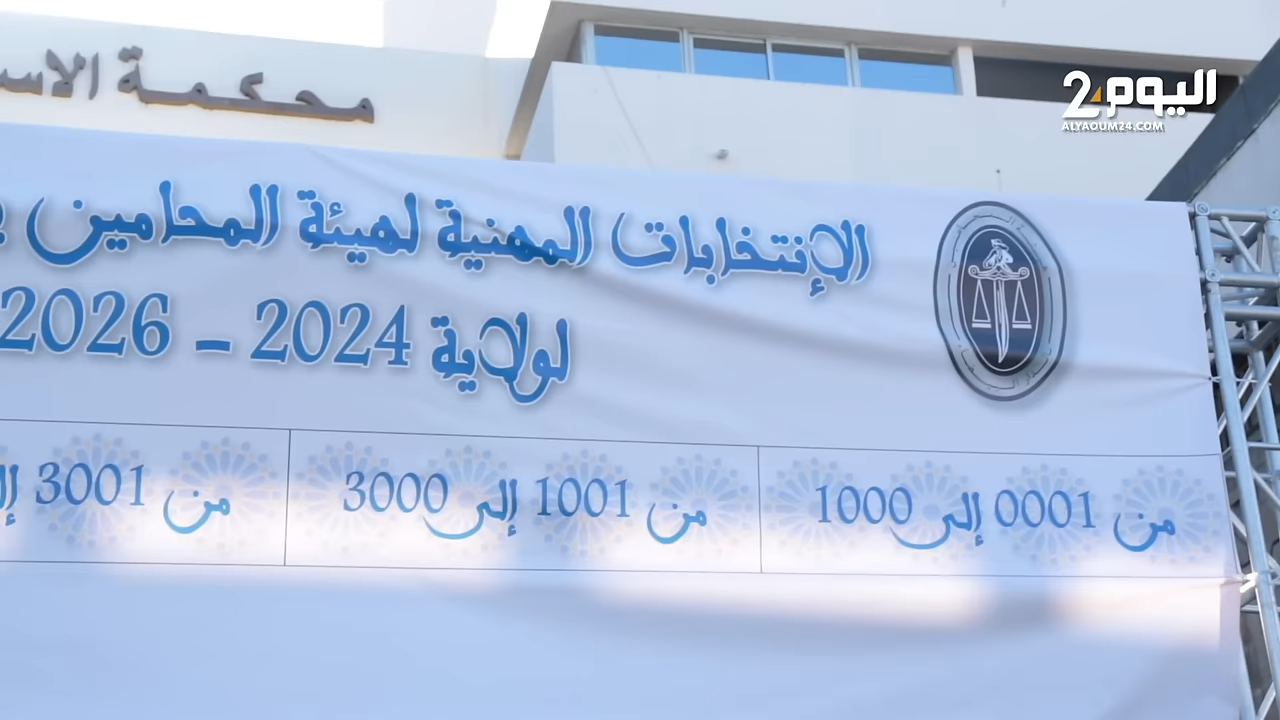 اليوم 24
ALYAOUM24.COM
محكمة
الإنتخابات المهنية لهيئة المحامين
لولاية 2024 – 2026
من 0001 إلى 1000
من 1001 إلى 3000
من 3001